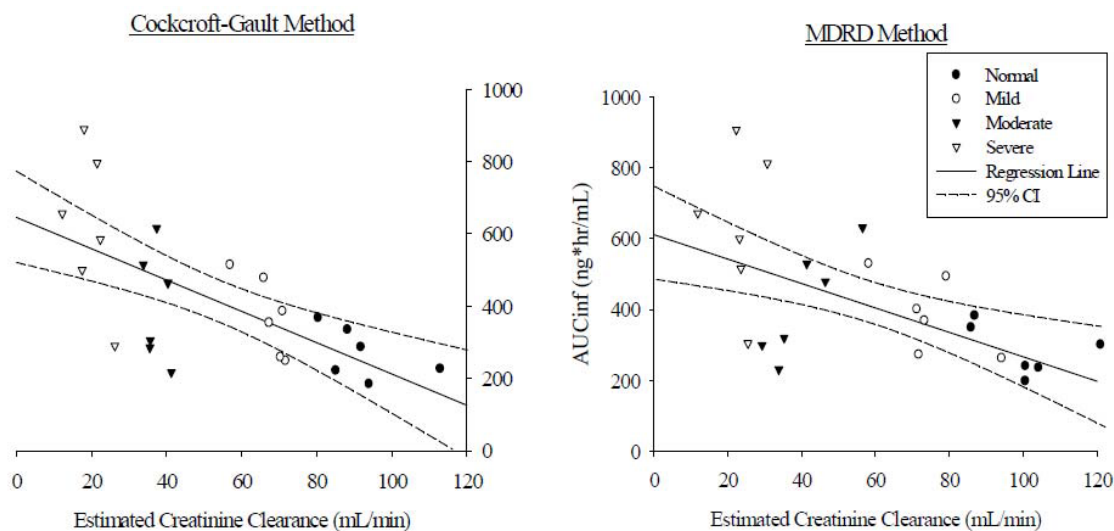 Cockcroft-Gault Method
1000
800
600
400
200
0
0 20 40 60 80 100 120
Estimated Creatinine Clearance (mL/min)
MDRD Method
Normal
Mild
Moderate
Severe
Regression Line
95% CI
AUCinf (ng*hr/mL)
1000
800
600
400
200
0
0 20 40 60 80 100 120
Estimated Creatinine Clearance (mL/min)